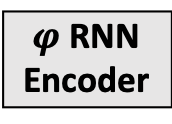 φ RNN
Encoder